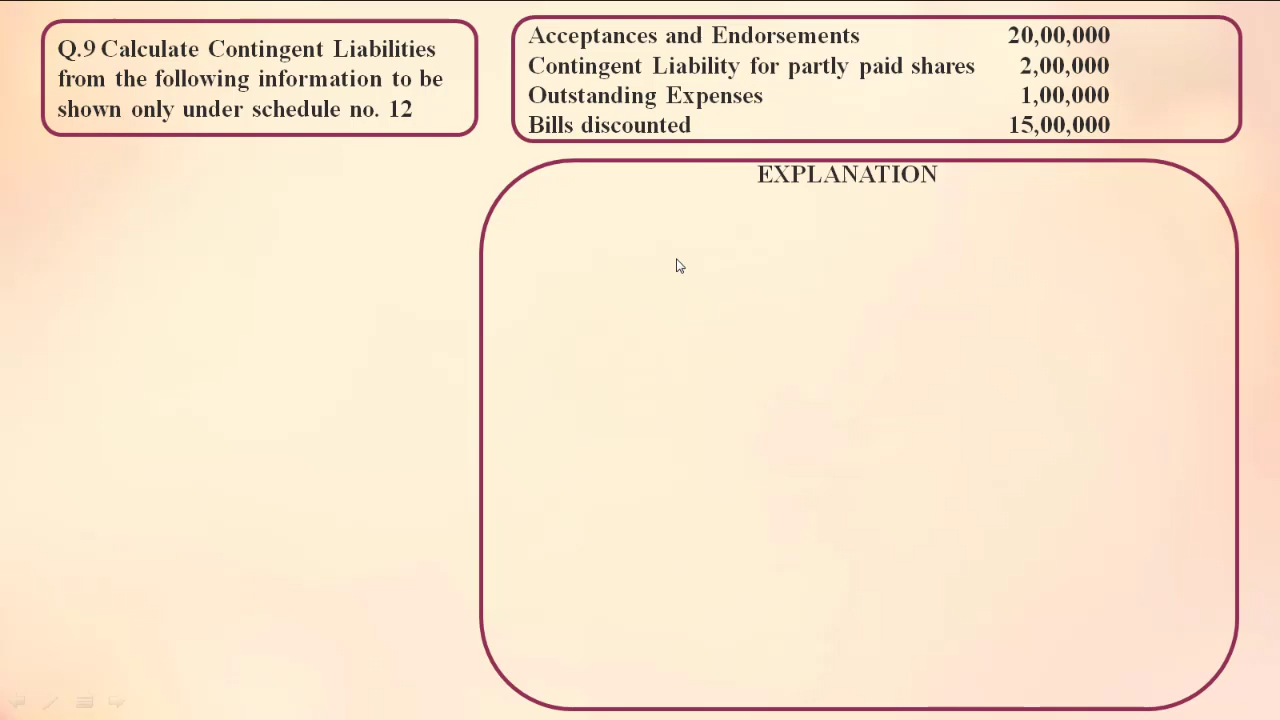 Q.9 Calculate Contingent Liabilities
from the following information to be
shown only under schedule no. 12
Acceptances and Endorsements 20,00,000
Contingent Liability for partly paid shares 2,00,000
Outstanding Expenses 1,00,000
Bills discounted 15,00,000
EXPLANATION